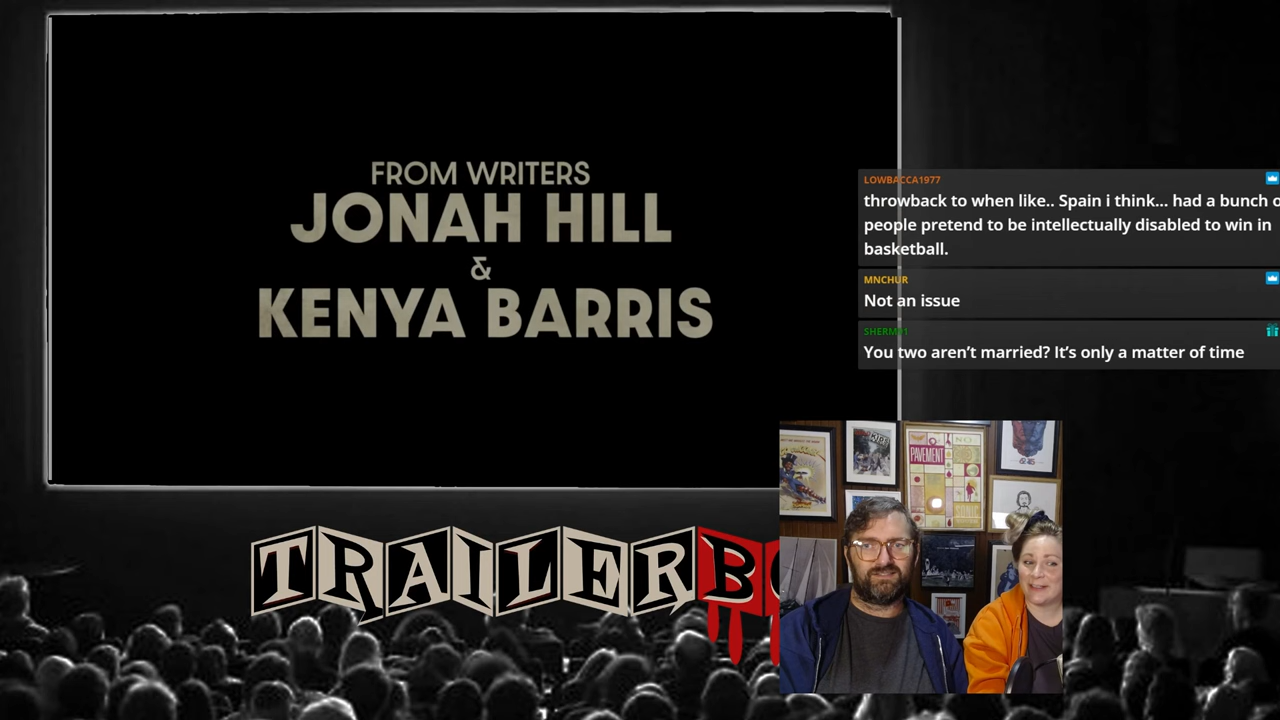 FROM WRITERS
JONAH HILL
&
KENYA BARRIS
LOWBACCA1977
throwback to when like.. Spain i think... had a bunch o
people pretend to be intellectually disabled to win in
basketball.
MNCHUR
Not an issue
You two aren’t married? It’s only a matter of time
TRAILERB
PAVEMENT